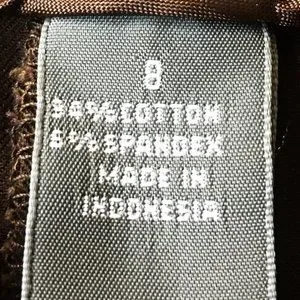 8
94%COTTON
6%SPANDEX
MADE IN
INDONESIA